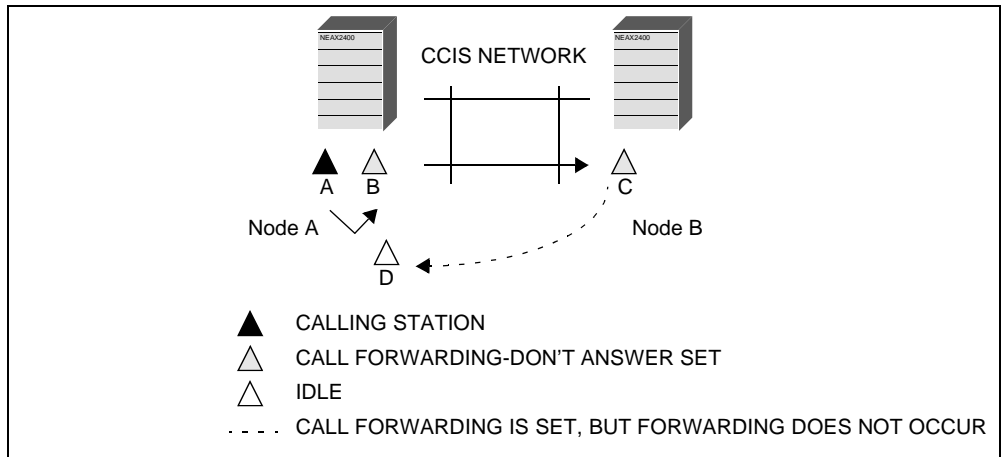 NEAX2400
NEAX2400
CCIS NETWORK
A
B
C
Node A
Node B
D
CALLING STATION
CALL FORWARDING-DON'T ANSWER SET
IDLE
CALL FORWARDING IS SET, BUT FORWARDING DOES NOT OCCUR